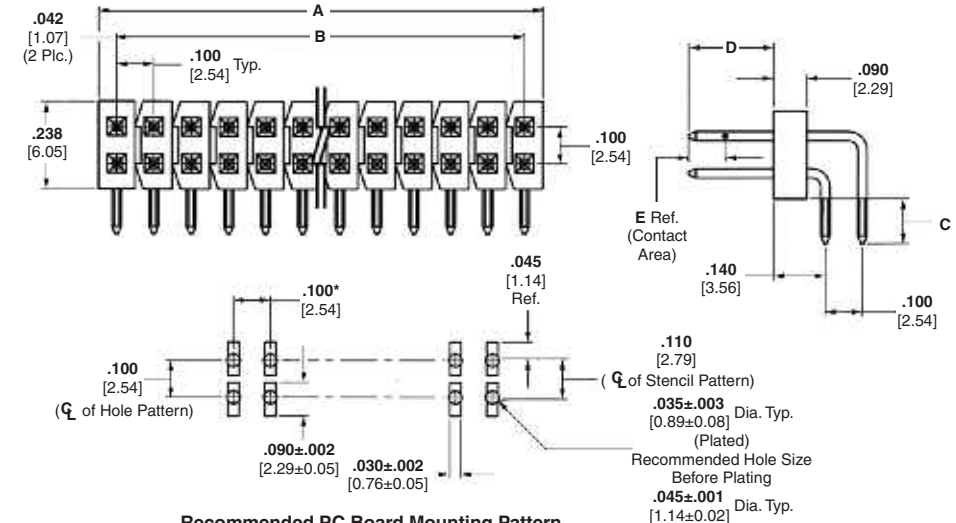 A
.042
[1.07]
(2 Plc.)
B
.100
[2.54]
Typ.
.238
[6.05]
.100
[2.54]
D
.090
[2.29]
E Ref.
(Contact
Area)
C
.140
[3.56]
.100
[2.54]
.100*
[2.54]
.045
[1.14]
Ref.
.100
[2.54]
(℄ of Hole Pattern)
.110
[2.79]
( ℄ of Stencil Pattern)
.035±.003
[0.89±0.08]
Dia. Typ.
(Plated)
Recommended Hole Size
Before Plating
.045±.001
[1.14±0.02]
Dia. Typ.
.090±.002
[2.29±0.05]
.030±.002
[0.76±0.05]
Recommended PC Board Mounting Pattern